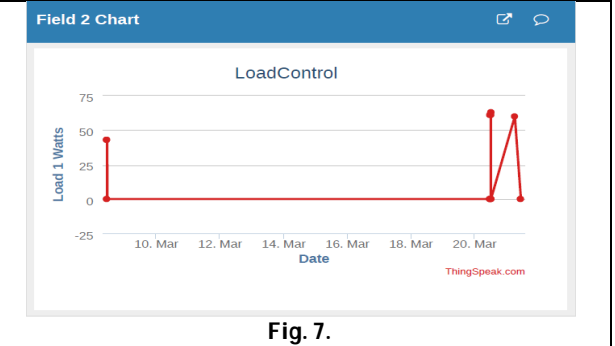 Field 2 Chart
LoadControl
75
50
25
0
-25
Load 1 Watts
10. Mar 12. Mar 14. Mar 16. Mar 18. Mar 20. Mar
Date
ThingSpeak.com
Fig. 7.